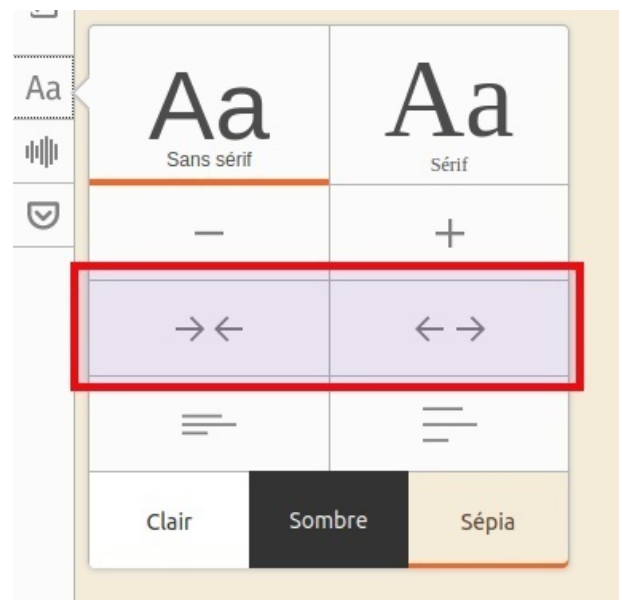 Aa
Aa Aa
Sans sérif Sérif
− +
→ ← ← →
Clair Sombre Sépia